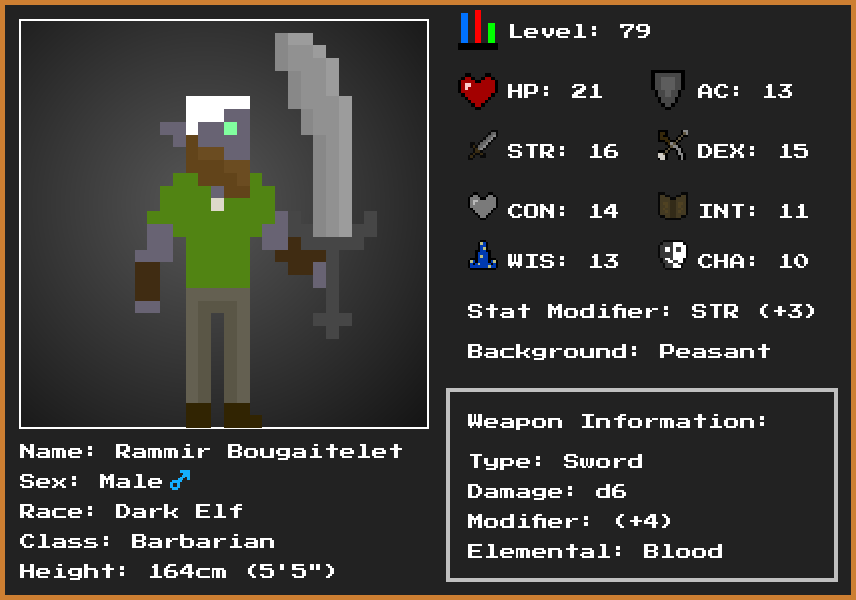 Level: 79
HP: 21
AC: 13
STR: 16
DEX: 15
CON: 14
INT: 11
WIS: 13
CHA: 10
Stat Modifier: STR (+3)
Background: Peasant
Weapon Information:
Type: Sword
Damage: d6
Modifier: (+4)
Elemental: Blood
Name: Rammir Bougaitelet
Sex: Male♂
Race: Dark Elf
Class: Barbarian
Height: 164cm (5'5")